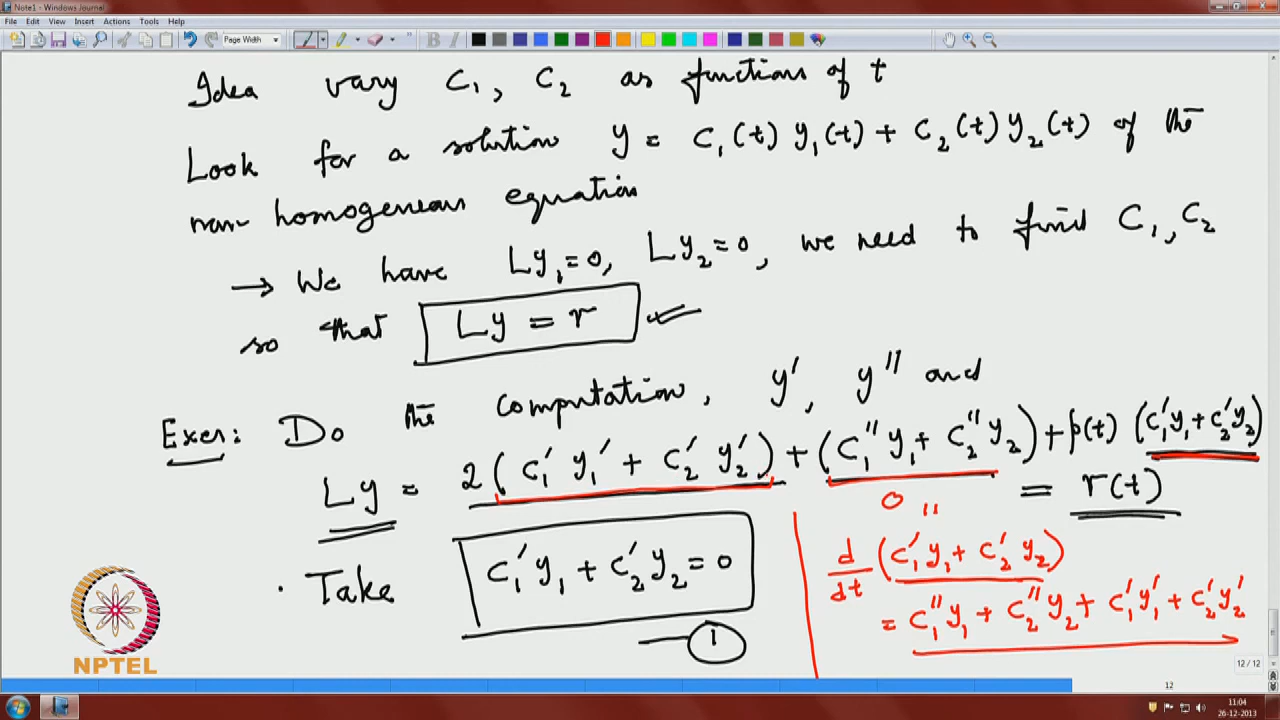 Note1 - Windows Journal
File Edit View Insert Actions Tools Help
Page Width
Idea vary C₁, C₂ as functions of t
Look for a solution y = C₁(t) y₁(t) + C₂(t) y₂(t) of the
non homogeneous equation
→ We have Ly₁=0, Ly₂=0, we need to find C₁, C₂
so that Ly = r
Exer: Do the computation, y', y'' and
Ly = 2(C₁' y₁' + C₂' y₂') + (C₁'' y₁ + C₂'' y₂) + p(t) (C₁'y₁ + C₂'y₂)
0 ,, = r(t)
· Take C₁'y₁ + C₂'y₂ = 0
1
d/dt (C₁'y₁ + C₂'y₂)
= C₁''y₁ + C₂''y₂ + C₁'y₁' + C₂'y₂'
NPTEL
12 / 12
12
11:04
26-12-2013